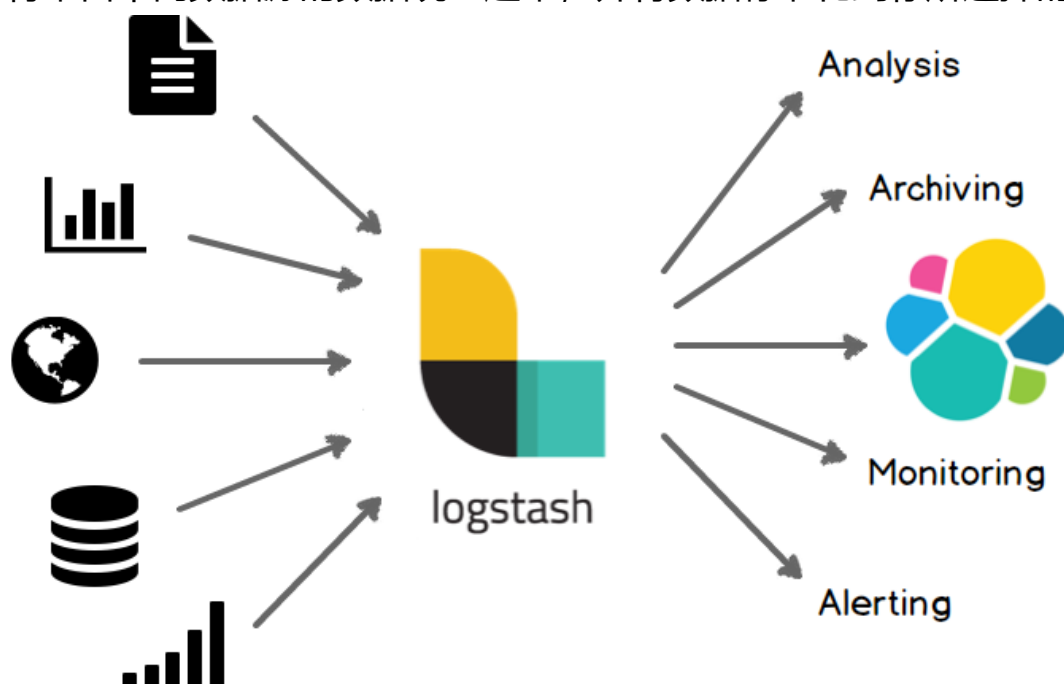 Analysis
Archiving
logstash
Monitoring
Alerting